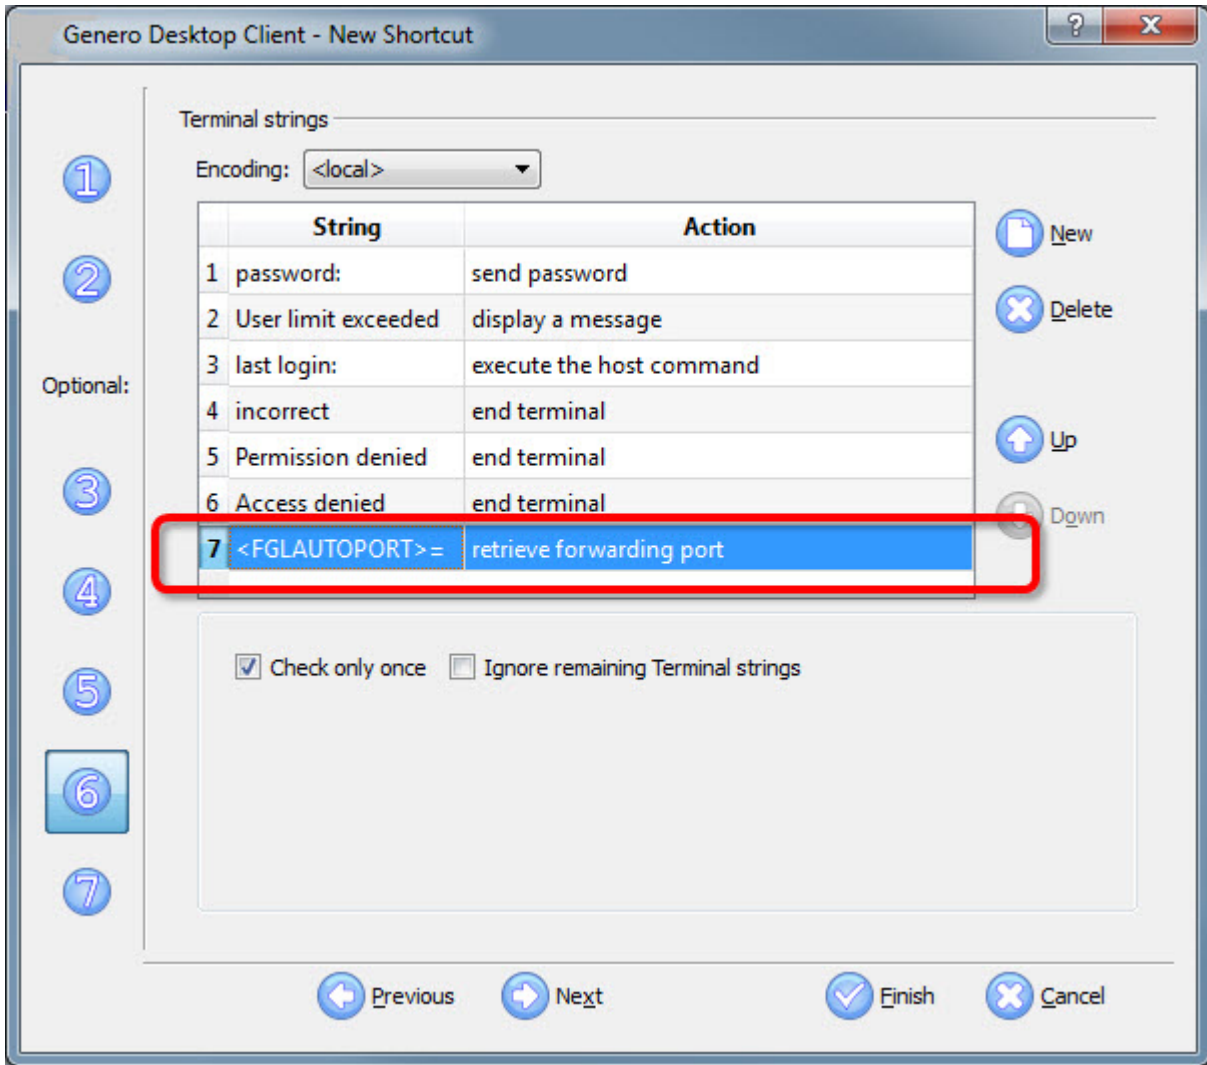 Genero Desktop Client - New Shortcut
?
X
Terminal strings
Encoding: <local>
String Action
1 password: send password
2 User limit exceeded display a message
3 last login: execute the host command
4 incorrect end terminal
5 Permission denied end terminal
6 Access denied end terminal
7 <FGLAUTOPORT>= retrieve forwarding port
New
Delete
Up
Down
1
2
Optional:
3
4
5
6
7
Check only once Ignore remaining Terminal strings
Previous Next Finish Cancel